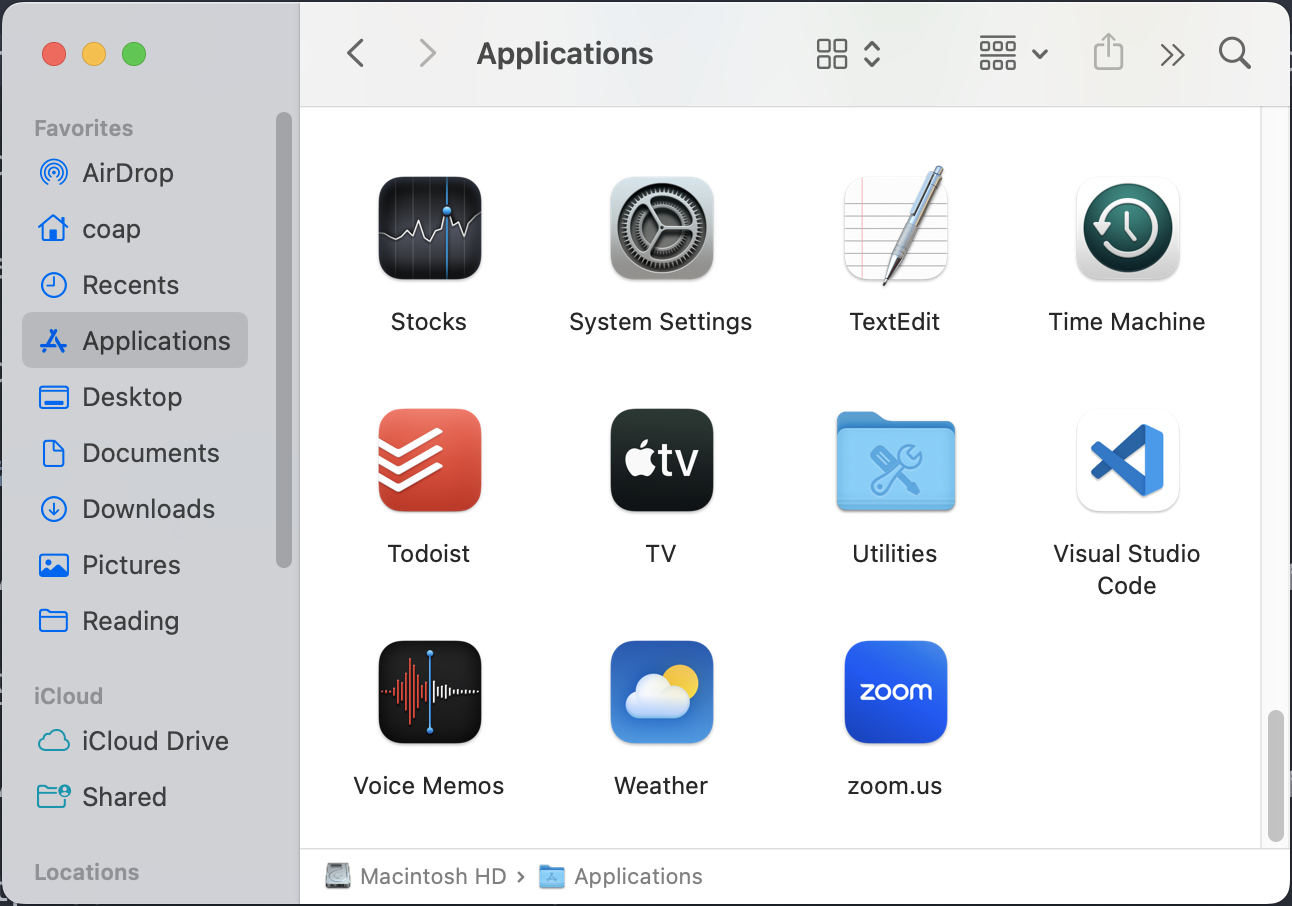 Applications
Favorites
AirDrop
coap
Recents
Applications
Desktop
Documents
Downloads
Pictures
Reading
iCloud
iCloud Drive
Shared
Locations
Stocks
System Settings
TextEdit
Time Machine
Todoist
tv
TV
Utilities
Visual Studio
Code
Voice Memos
Weather
zoom
zoom.us
Macintosh HD › Applications